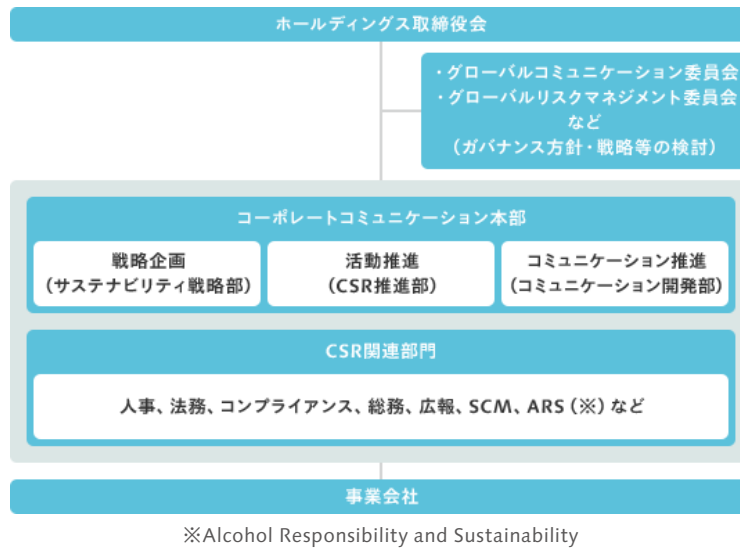 ホールディングス取締役会
・グローバルコミュニケーション委員会
・グローバルリスクマネジメント委員会
など
（ガバナンス方針・戦略等の検討）
コーポレートコミュニケーション本部
戦略企画
（サステナビリティ戦略部）
活動推進
（CSR推進部）
コミュニケーション推進
（コミュニケーション開発部）
CSR関連部門
人事、法務、コンプライアンス、総務、広報、SCM、ARS（※）など
事業会社
※Alcohol Responsibility and Sustainability